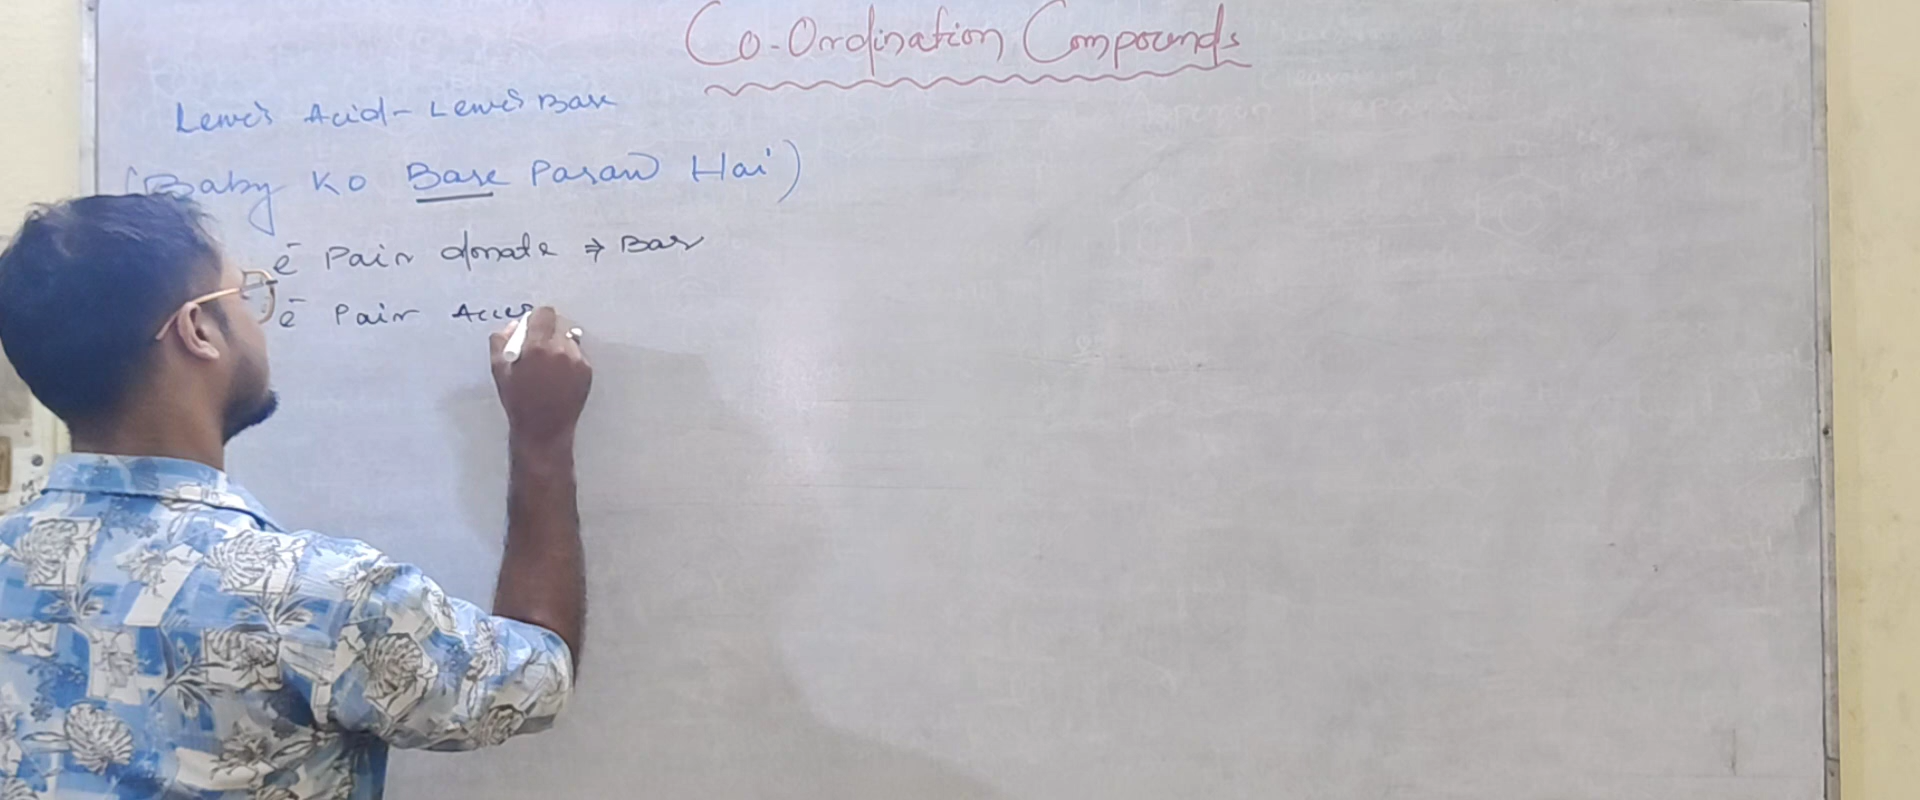 Co-Ordination Compounds
Lewis Acid-Lewis Base
(Baby Ko Base Pasand Hai)
ē Pair donate ⇒ Base
ē Pair Acce